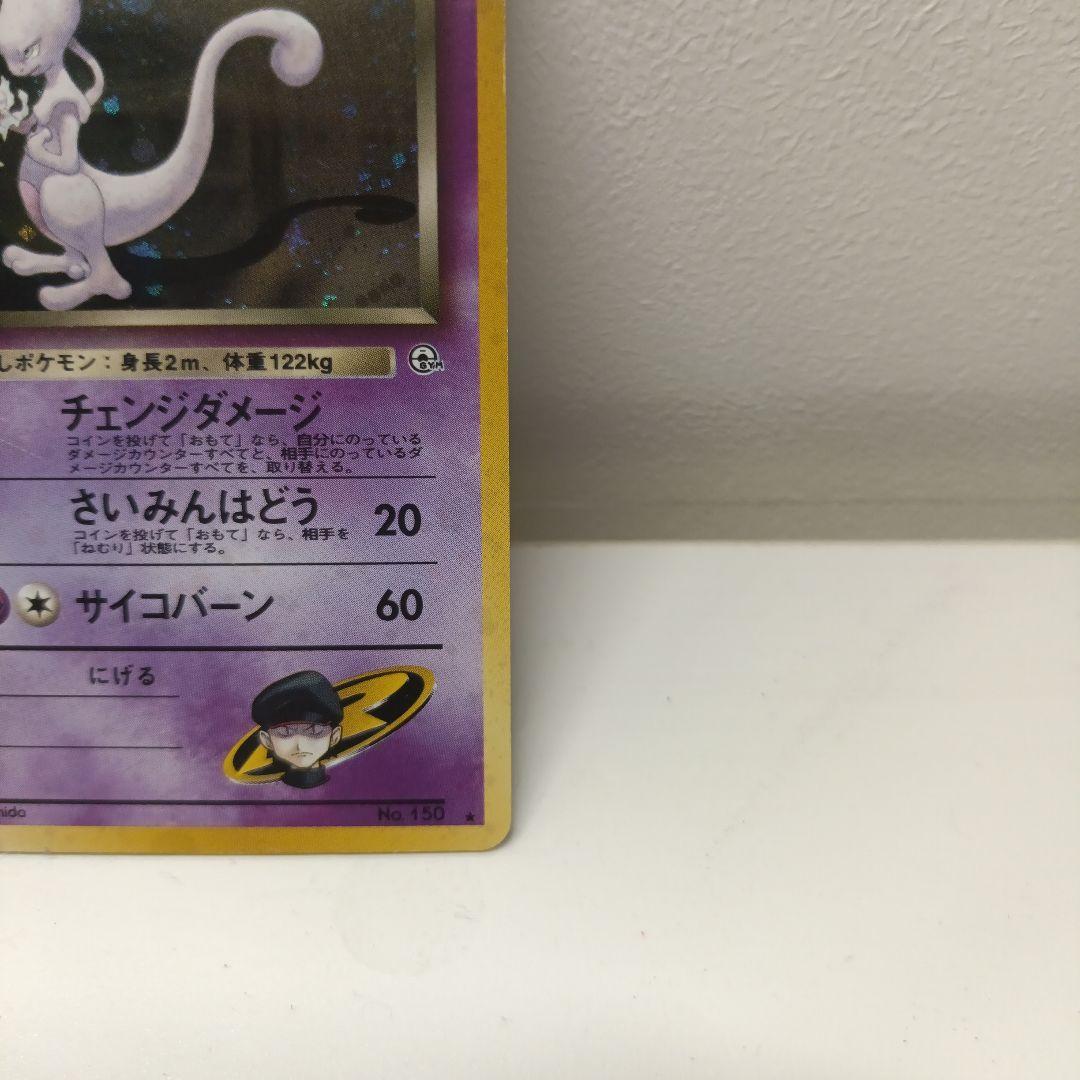 しポケモン：身長2m、体重122kg
GYM
チェンジダメージ
コインを投げて「おもて」なら、自分にのっている
ダメージカウンターすべてと、相手にのっているダ
メージカウンターすべてを、取り替える。
さいみんはどう 20
コインを投げて「おもて」なら、相手を
「ねむり」状態にする。
サイコバーン 60
にげる
hida No. 150 ★